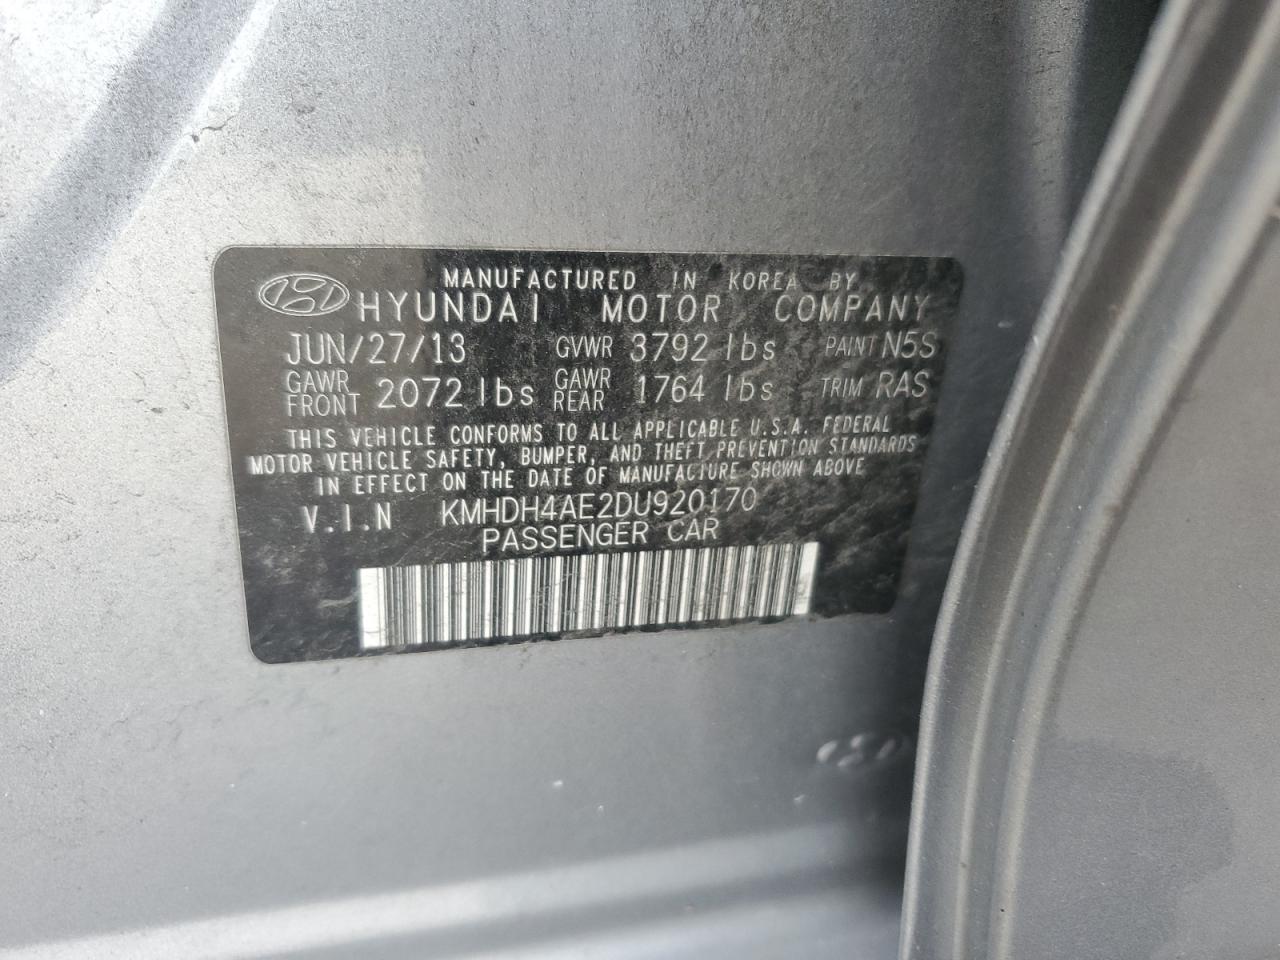 MANUFACTURED IN KOREA BY
HYUNDAI MOTOR COMPANY
JUN/27/13 GVWR 3792 lbs PAINT N5S
GAWR FRONT 2072 lbs GAWR REAR 1764 lbs TRIM RAS
THIS VEHICLE CONFORMS TO ALL APPLICABLE U.S.A. FEDERAL
MOTOR VEHICLE SAFETY, BUMPER, AND THEFT PREVENTION STANDARDS
IN EFFECT ON THE DATE OF MANUFACTURE SHOWN ABOVE
V.I.N KMHDH4AE2DU920170
PASSENGER CAR